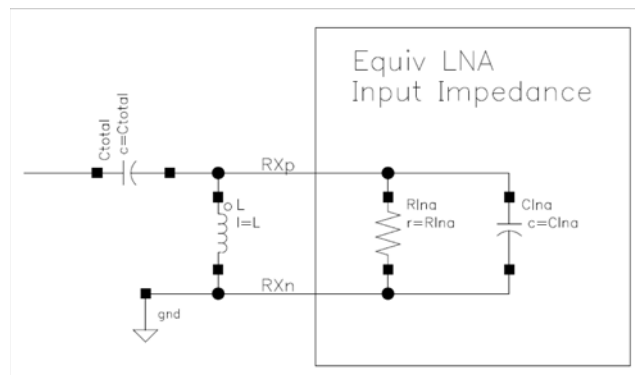 Equiv LNA
Input Impedance
Ctotal
c=Ctotal
RXp
L
l=L
Rlna
r=Rlna
Clna
c=Clna
RXn
gnd